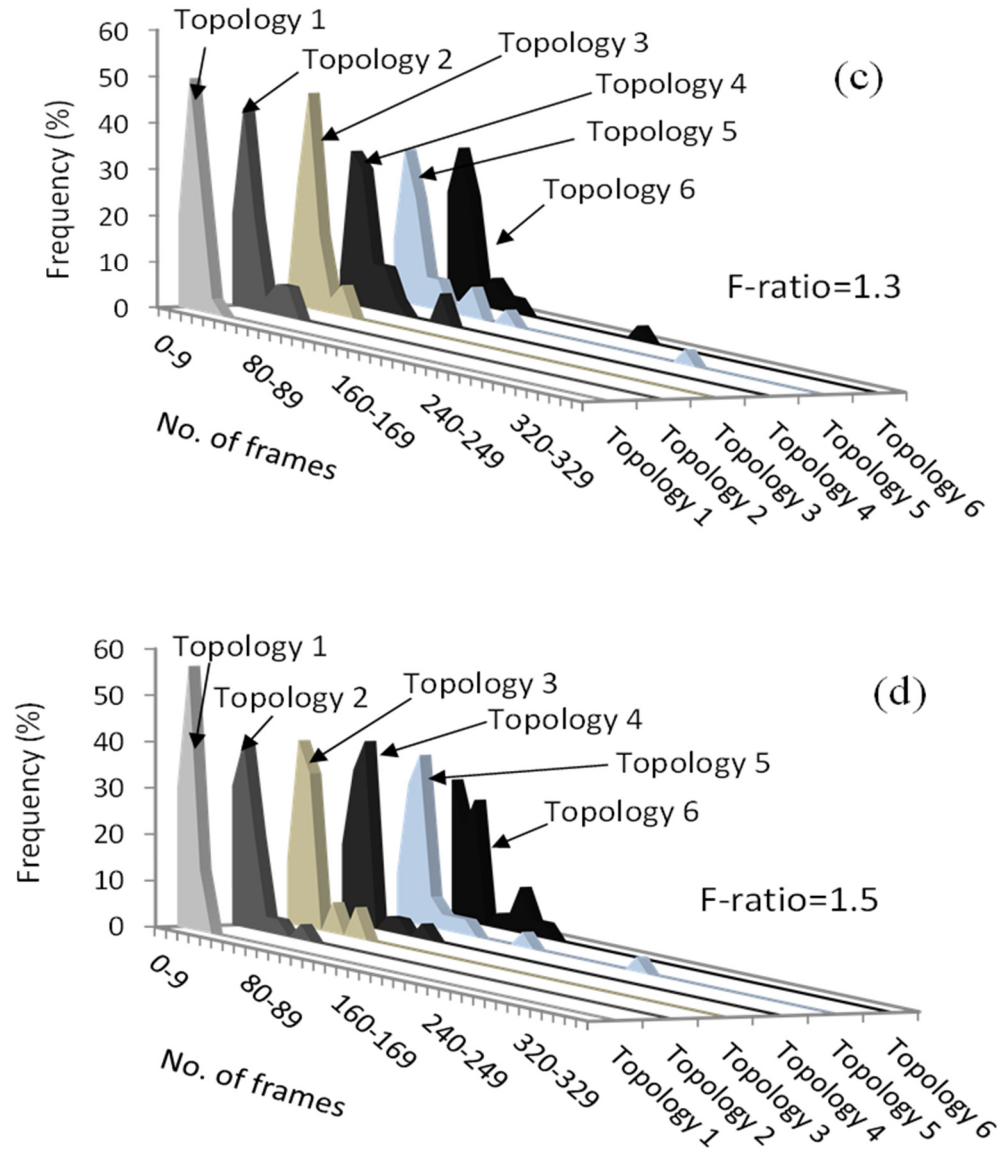 60
50
40
30
20
10
0
Frequency (%)
Topology 1
Topology 2
Topology 3
Topology 4
Topology 5
Topology 6
(c)
F-ratio=1.3
0-9
80-89
160-169
240-249
320-329
No. of frames
Topology 1
Topology 2
Topology 3
Topology 4
Topology 5
Topology 6
60
50
40
30
20
10
0
Frequency (%)
Topology 1
Topology 2
Topology 3
Topology 4
Topology 5
Topology 6
(d)
F-ratio=1.5
0-9
80-89
160-169
240-249
320-329
No. of frames
Topology 1
Topology 2
Topology 3
Topology 4
Topology 5
Topology 6